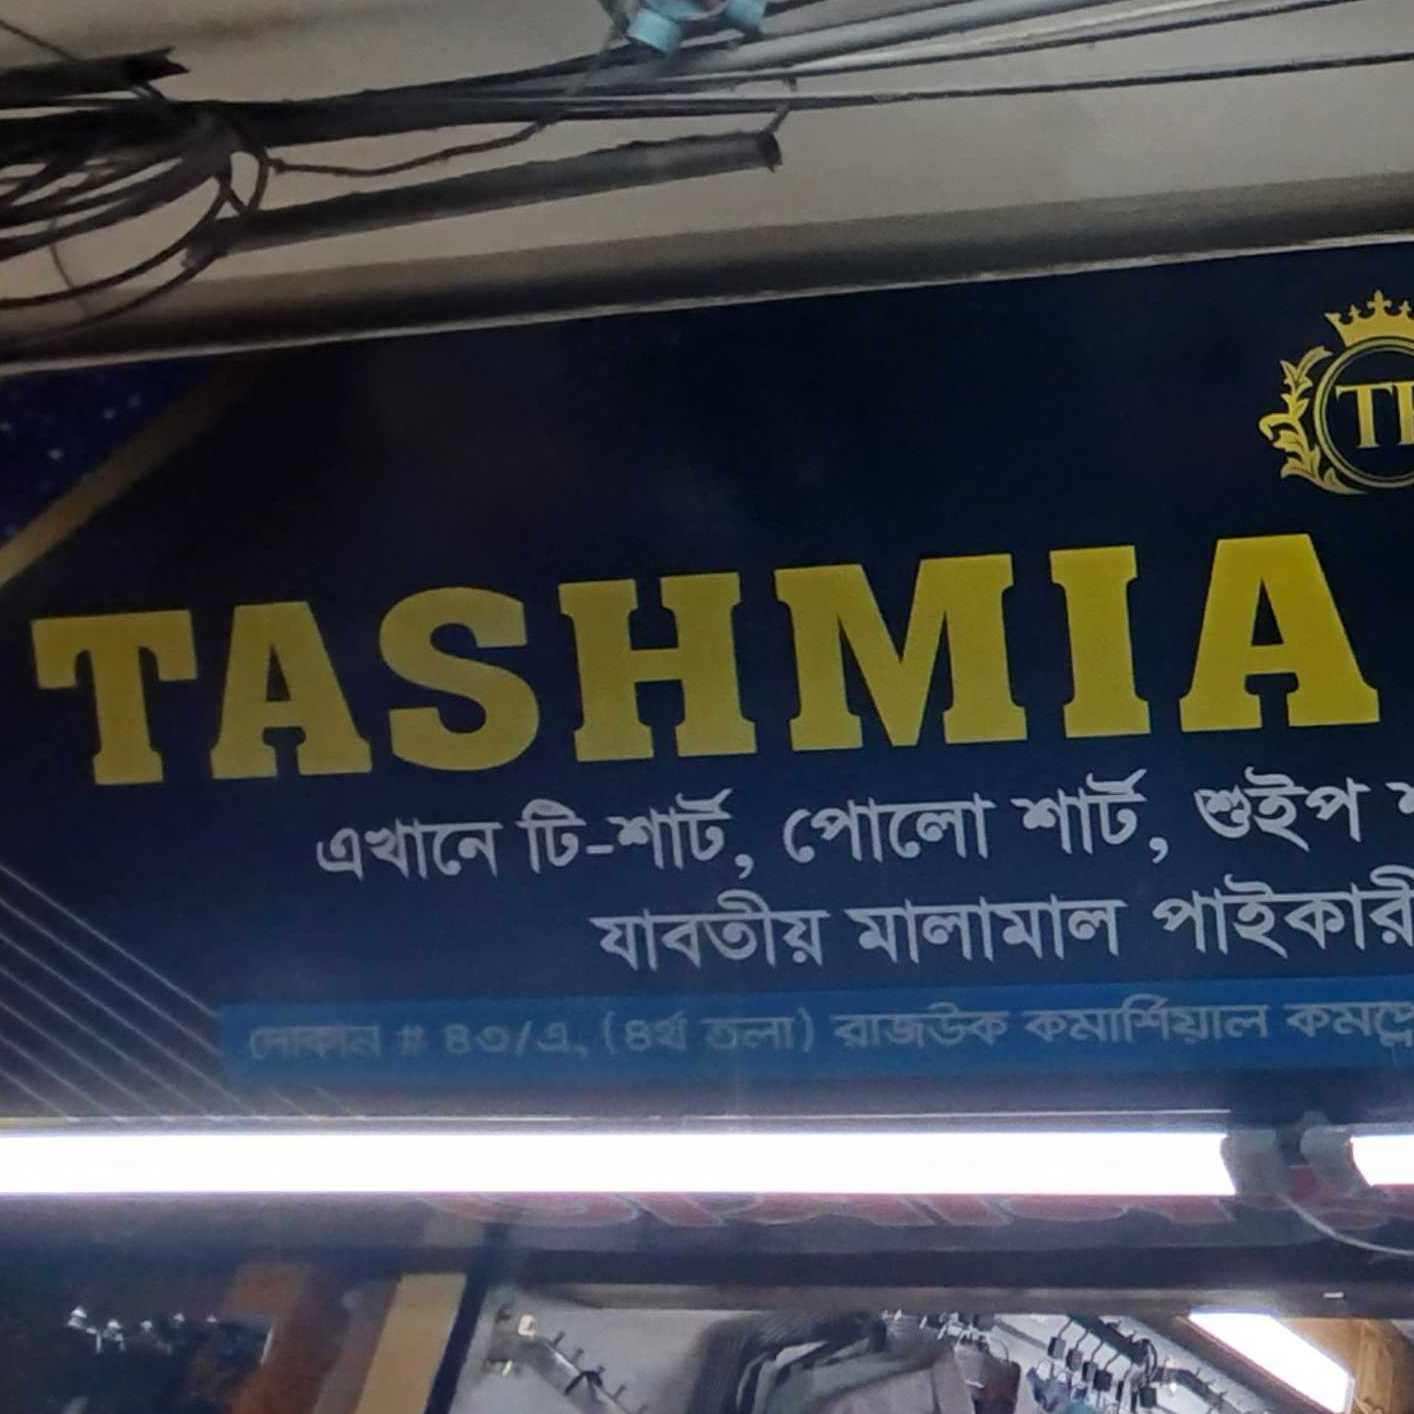 TASHMIA
এখানে টি-শার্ট, পোলো শার্ট, শুইপ
যাবতীয় মালামাল পাইকারী
দোকান # ৪৩/এ, (৪র্থ তলা) রাজউক কমার্শিয়াল